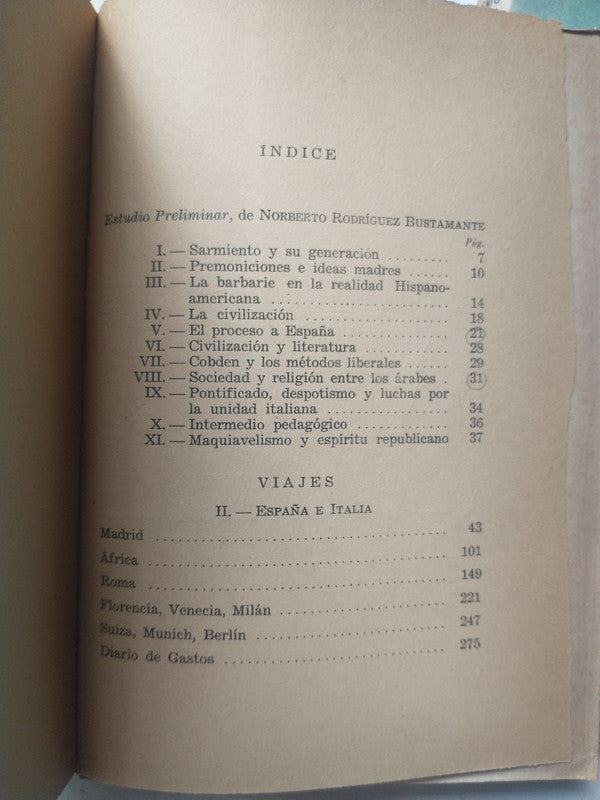 ÍNDICE
Estudio Preliminar, de NORBERTO RODRÍGUEZ BUSTAMANTE
Pág.
I. — Sarmiento y su generación ......... 7
II. — Premoniciones e ideas madres ...... 10
III. — La barbarie en la realidad Hispano-
americana ...................... 14
IV. — La civilización .................. 18
V. — El proceso a España ............. 21
VI. — Civilización y literatura ............ 28
VII. — Cobden y los métodos liberales ...... 29
VIII. — Sociedad y religión entre los árabes . 31
IX. — Pontificado, despotismo y luchas por
la unidad italiana ................. 34
X. — Intermedio pedagógico ............ 36
XI. — Maquiavelismo y espíritu republicano 37
VIAJES
II. — ESPAÑA E ITALIA
Madrid ........................................ 43
África ........................................ 101
Roma ........................................ 149
Florencia, Venecia, Milán ...................... 221
Suiza, Munich, Berlín ......................... 247
Diario de Gastos .............................. 275